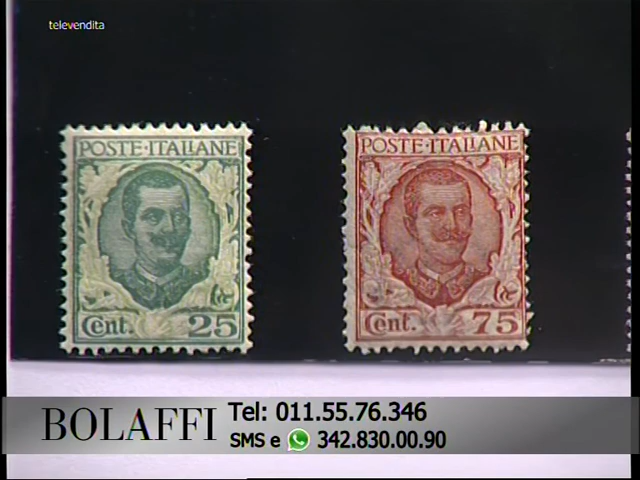 televendita
POSTE·ITALIANE
Cent. 25
POSTE·ITALIANE
Cent. 75
BOLAFFI
Tel: 011.55.76.346
SMS e 342.830.00.90